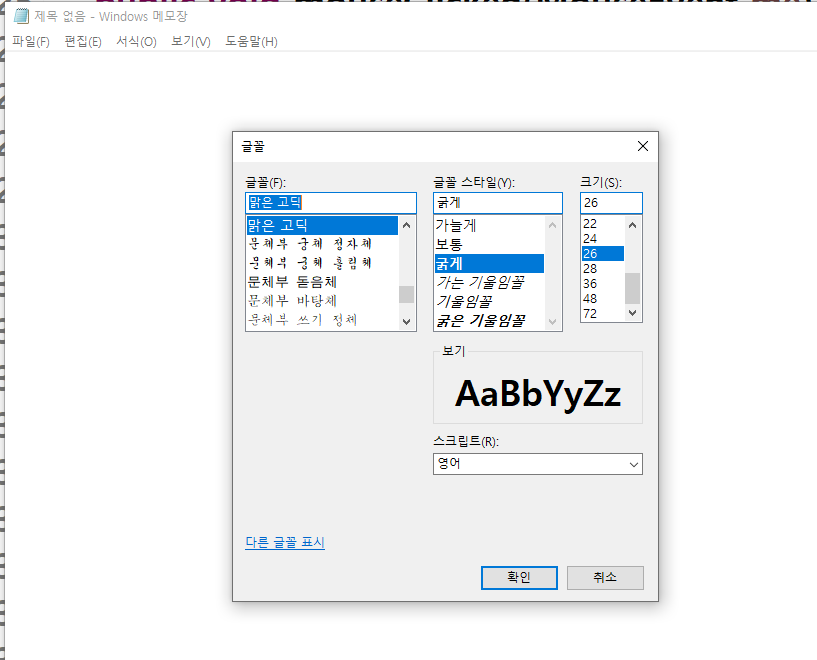 제목 없음 - Windows 메모장
파일(F) 편집(E) 서식(O) 보기(V) 도움말(H)
글꼴
글꼴(F):
맑은 고딕
맑은 고딕
문체부 궁체 정자체
문체부 궁체 흘림체
문체부 돋음체
문체부 바탕체
문체부 쓰기 정체
글꼴 스타일(Y):
굵게
가늘게
보통
굵게
가는 기울임꼴
기울임꼴
굵은 기울임꼴
크기(S):
26
22
24
26
28
36
48
72
보기
AaBbYyZz
스크립트(R):
영어
다른 글꼴 표시
확인
취소